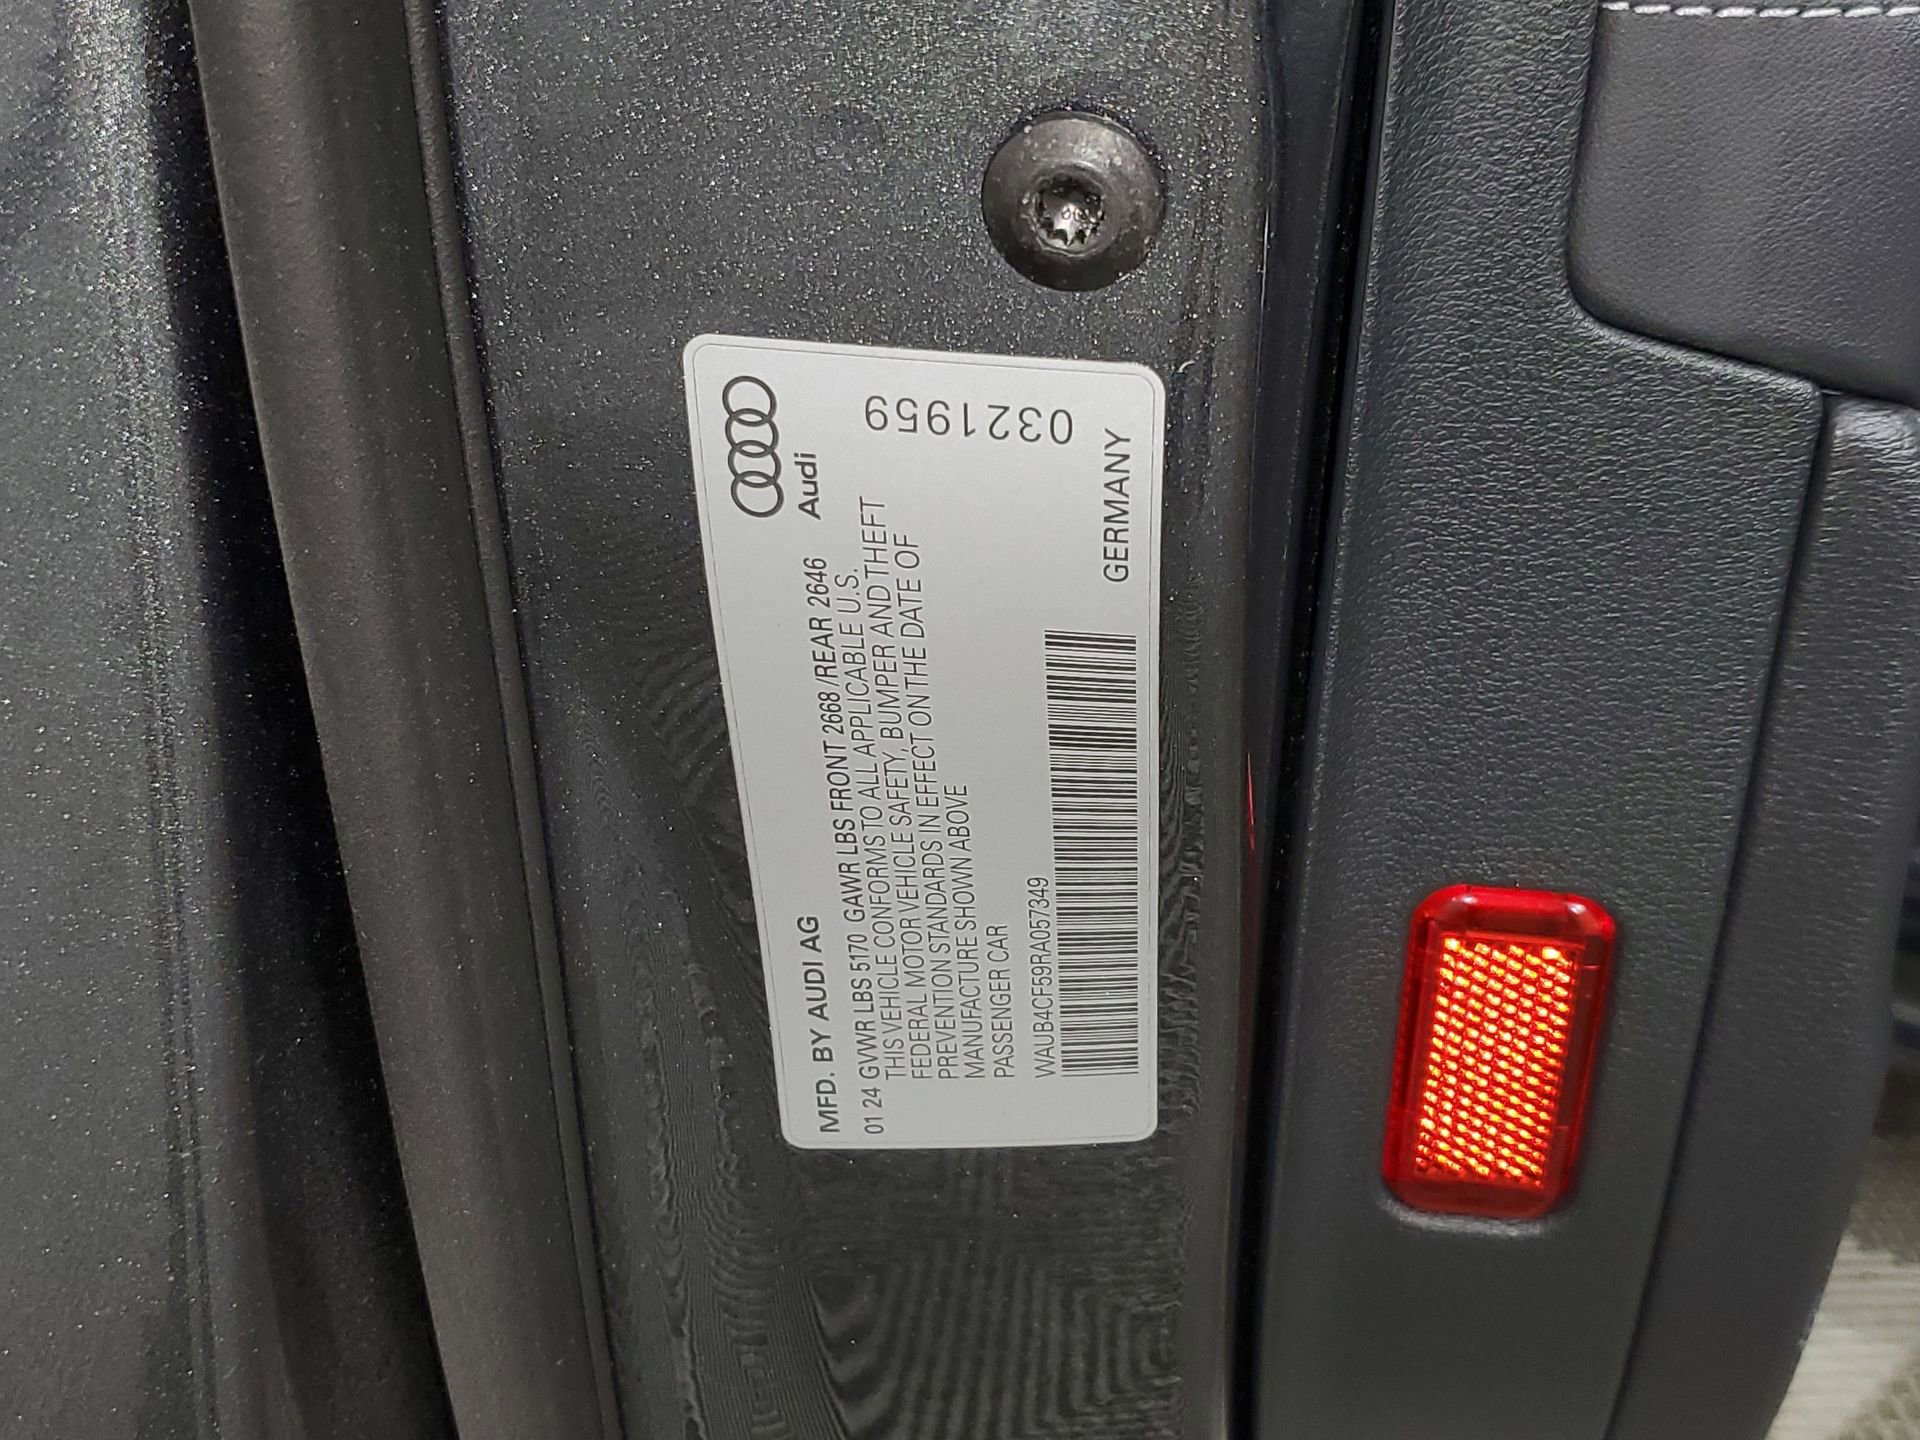 Audi
MFD. BY AUDI AG
01 24 GVWR LBS 5170 GAWR LBS FRONT 2668 /REAR 2646
THIS VEHICLE CONFORMS TO ALL APPLICABLE U.S.
FEDERAL MOTOR VEHICLE SAFETY, BUMPER AND THEFT
PREVENTION STANDARDS IN EFFECT ON THE DATE OF
MANUFACTURE SHOWN ABOVE
PASSENGER CAR
0321959
WAUB4CF59RA057349
GERMANY